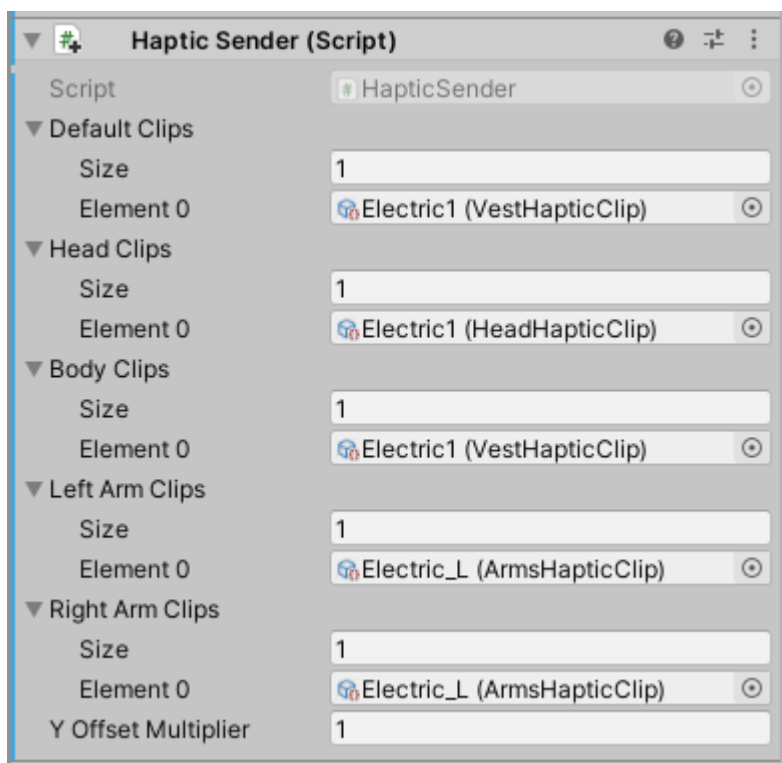 Haptic Sender (Script)
Script # HapticSender
Default Clips
Size 1
Element 0 Electric1 (VestHapticClip)
Head Clips
Size 1
Element 0 Electric1 (HeadHapticClip)
Body Clips
Size 1
Element 0 Electric1 (VestHapticClip)
Left Arm Clips
Size 1
Element 0 Electric_L (ArmsHapticClip)
Right Arm Clips
Size 1
Element 0 Electric_L (ArmsHapticClip)
Y Offset Multiplier 1